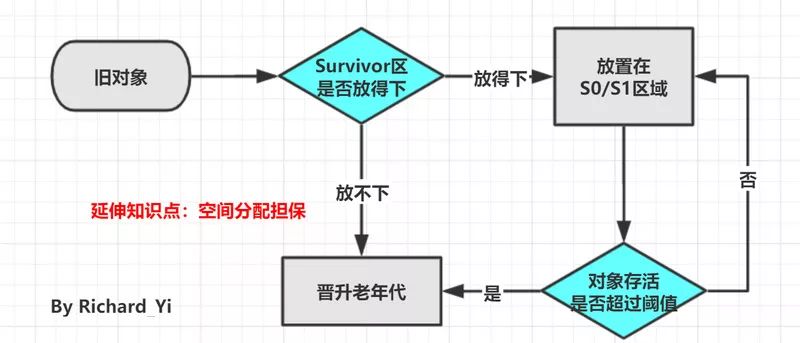 旧对象
Survivor区
是否放得下
放得下
放置在
S0/S1区域
放不下
否
延伸知识点：空间分配担保
晋升老年代
是
对象存活
是否超过阈值
By Richard_Yi